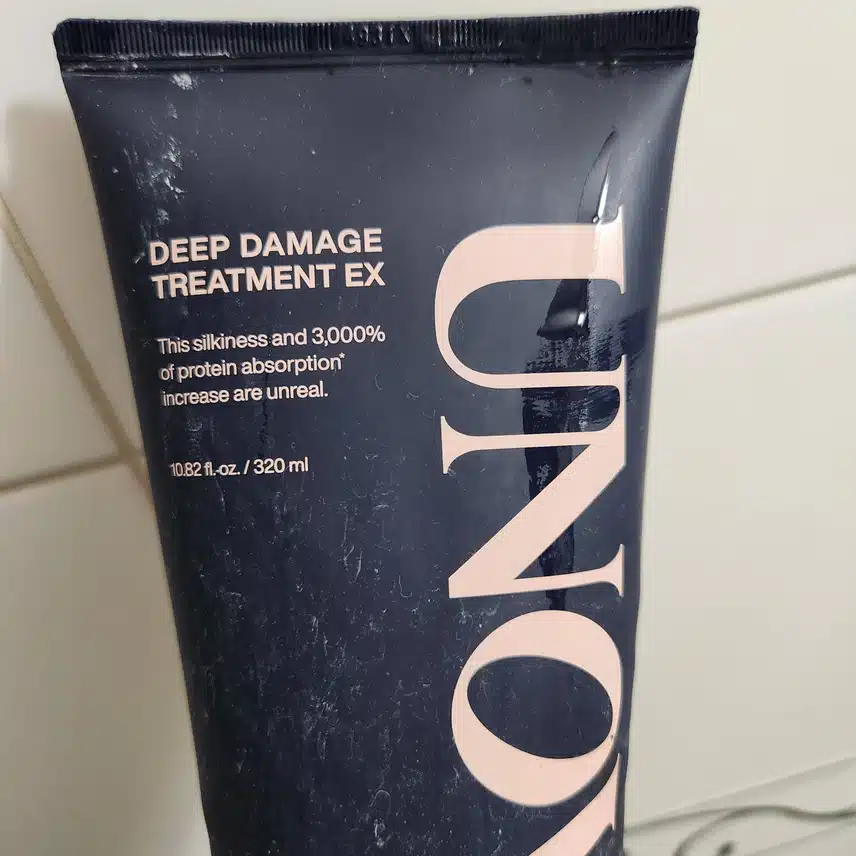 DEEP DAMAGE
TREATMENT EX
This silkiness and 3,000%
of protein absorption*
increase are unreal.
10.82 fl.oz. / 320 ml
UNO